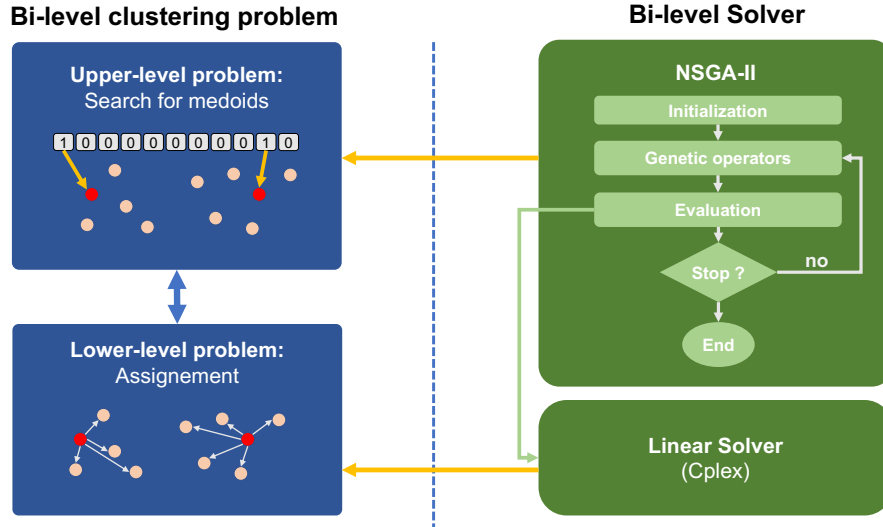 Bi-level clustering problem
Upper-level problem:
Search for medoids
1 0 0 0 0 0 0 0 0 1 0
Lower-level problem:
Assignement
Bi-level Solver
NSGA-II
Initialization
Genetic operators
Evaluation
Stop ?
no
End
Linear Solver
(Cplex)